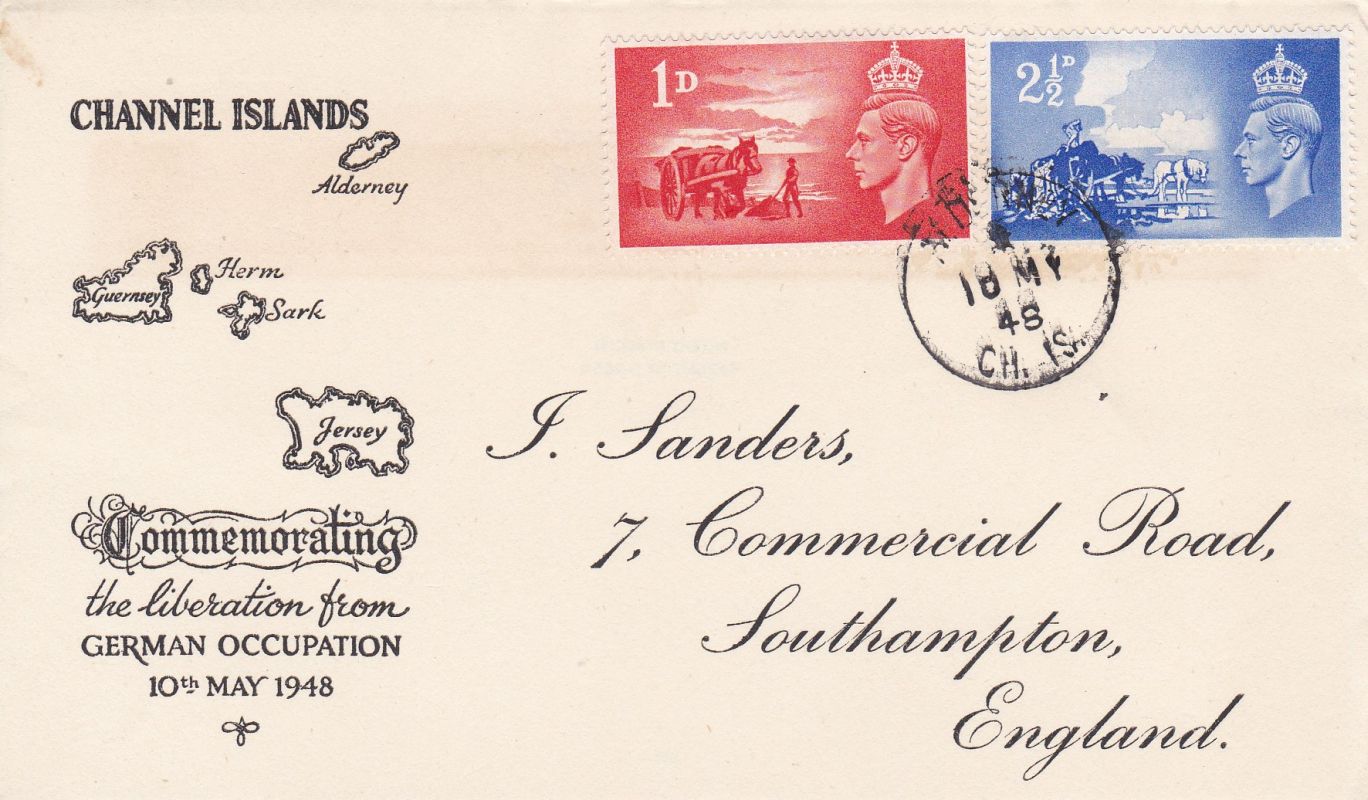 CHANNEL ISLANDS
Alderney
Guernsey
Herm
Sark
Jersey
Commemorating
the liberation from
GERMAN OCCUPATION
10th MAY 1948
1D
2½D
ALDERNEY
10 MY
48
CH. IS.
J. Sanders,
7, Commercial Road,
Southampton,
England.